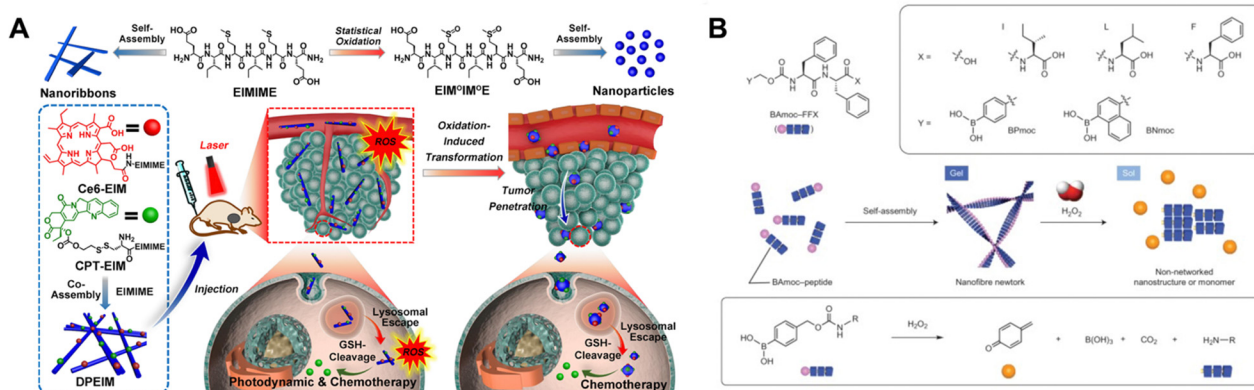 A
Self-
Assembly
Statistical
Oxidation
Self-
Assembly
Nanoribbons
EIMIME
EIM°IM°E
Nanoparticles
Ce6-EIM
EIMIME
CPT-EIM
EIMIME
Co-
Assembly
EIMIME
DPEIM
Laser
Injection
ROS
Oxidation-
Induced
Transformation
Tumor
Penetration
Lysosomal
Escape
GSH-
Cleavage
ROS
Photodynamic & Chemotherapy
Lysosomal
Escape
GSH-
Cleavage
Chemotherapy
B
BAmoc–FFX
I
L
F
X =
Y =
BPmoc
BNmoc
BAmoc–peptide
Self-assembly
Gel
H₂O₂
Sol
Nanofibre newtork
Non-networked
nanostructure or monomer
H₂O₂
+ B(OH)₃ + CO₂ + H₂N–R